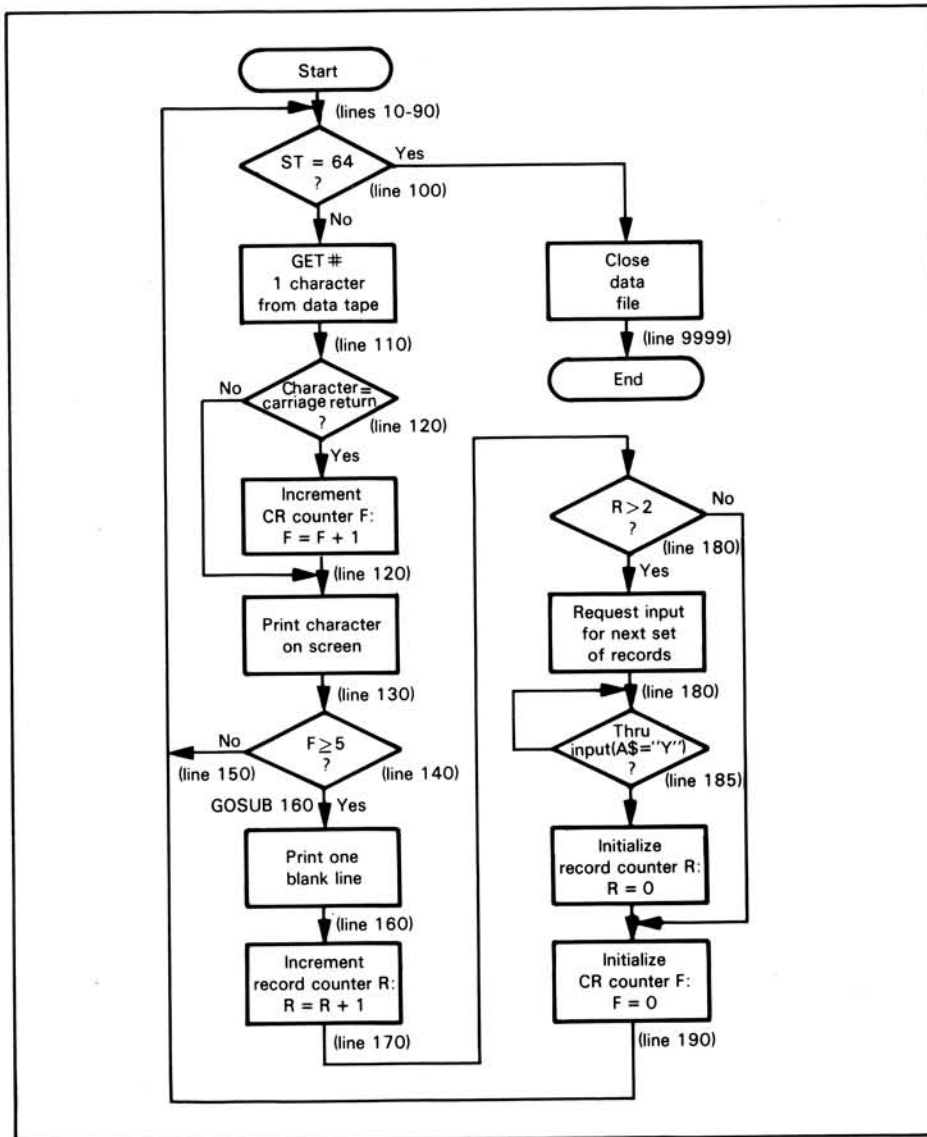 Start
(lines 10-90)
ST = 64
?
Yes
(line 100)
No
GET#
1 character
from data tape
(line 110)
No
Character=
carriage return
?
(line 120)
Yes
Increment
CR counter F:
F = F + 1
(line 120)
Print character
on screen
(line 130)
No
F≥5
?
(line 150)
(line 140)
GOSUB 160
Yes
Print one
blank line
(line 160)
Increment
record counter R:
R = R + 1
(line 170)
Close
data
file
(line 9999)
End
R>2
?
No
(line 180)
Yes
Request input
for next set
of records
(line 180)
Thru
input(A$="Y")
?
(line 185)
Initialize
record counter R:
R = 0
Initialize
CR counter F:
F = 0
(line 190)